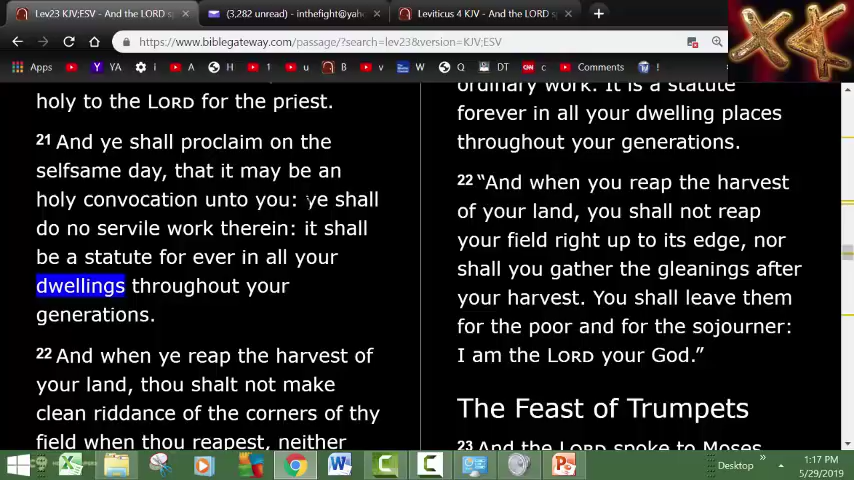 Lev23 KJV;ESV - And the LORD sp
(3,282 unread) - inthefight@yah
Leviticus 4 KJV - And the LORD sp
https://www.biblegateway.com/passage/?search=lev23&version=KJV;ESV
Apps YA i B G H 1 B v W Q DT c Comments !
holy to the LORD for the priest.
21 And ye shall proclaim on the
selfsame day, that it may be an
holy convocation unto you: ye shall
do no servile work therein: it shall
be a statute for ever in all your
dwellings throughout your
generations.
22 And when ye reap the harvest of
your land, thou shalt not make
clean riddance of the corners of thy
field when thou reapest, neither
ordinary work. It is a statute
forever in all your dwelling places
throughout your generations.
22 “And when you reap the harvest
of your land, you shall not reap
your field right up to its edge, nor
shall you gather the gleanings after
your harvest. You shall leave them
for the poor and for the sojourner:
I am the LORD your God.”
The Feast of Trumpets
23 And the LORD spoke to Moses,
Desktop
1:17 PM
5/29/2019